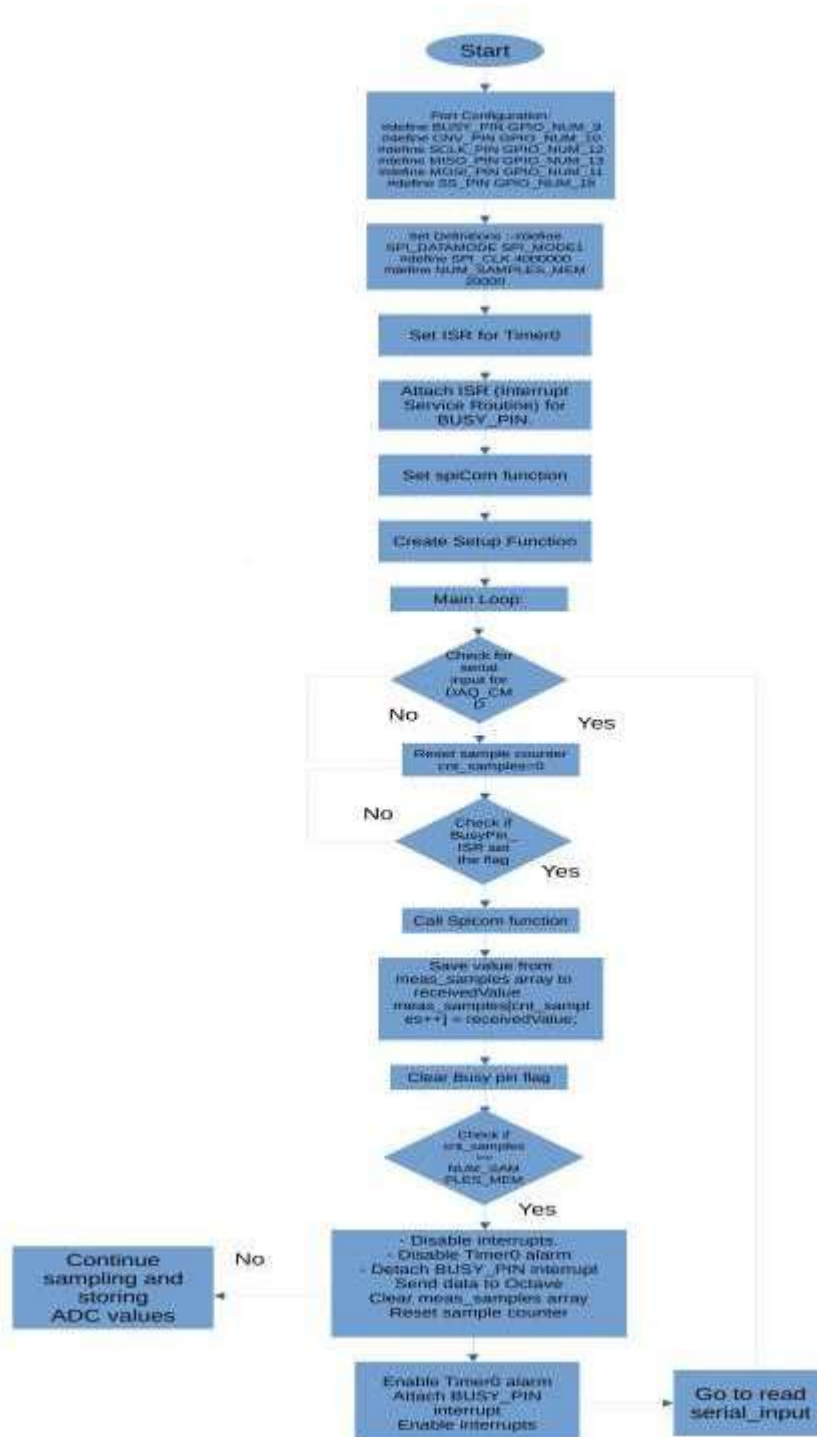 Start
Port Configuration
#define BUSY_PIN GPIO_NUM_9
#define CNV_PIN GPIO_NUM_10
#define SCLK_PIN GPIO_NUM_12
#define MISO_PIN GPIO_NUM_13
#define MOSI_PIN GPIO_NUM_11
#define SS_PIN
Set Definitions :-#define
SPI_DATAMODE SPI_MODE1
#define SPI_CLK
#define NUM_SAMPLES_MEM
20000
Set ISR for Timer0
Attach ISR (Interrupt
Service Routine) for
BUSY_PIN
Set spiCom function
Create Setup Function
Main Loop
Check for
serial
input for
DAQ_CM
D
No
Yes
Reset sample counter
cnt_samples=0
No
Check if
BusyPin_
ISR set
the flag
Yes
Call Spicom function
Save value from
meas_samples array to
receivedValue
meas_samples[cnt_sampl
es++] = receivedValue;
Clear Busy pin flag
Check if
cnt_samples
NUM_SAM
PLES_MEM
Yes
No
Continue
sampling and
storing
ADC values
- Disable interrupts.
- Disable Timer0 alarm
- Detach BUSY_PIN interrupt
Send data to Octave
Clear meas_samples array
Reset sample counter
Enable Timer0 alarm
Attach BUSY_PIN
interrupt
Enable interrupts
Go to read
serial_input